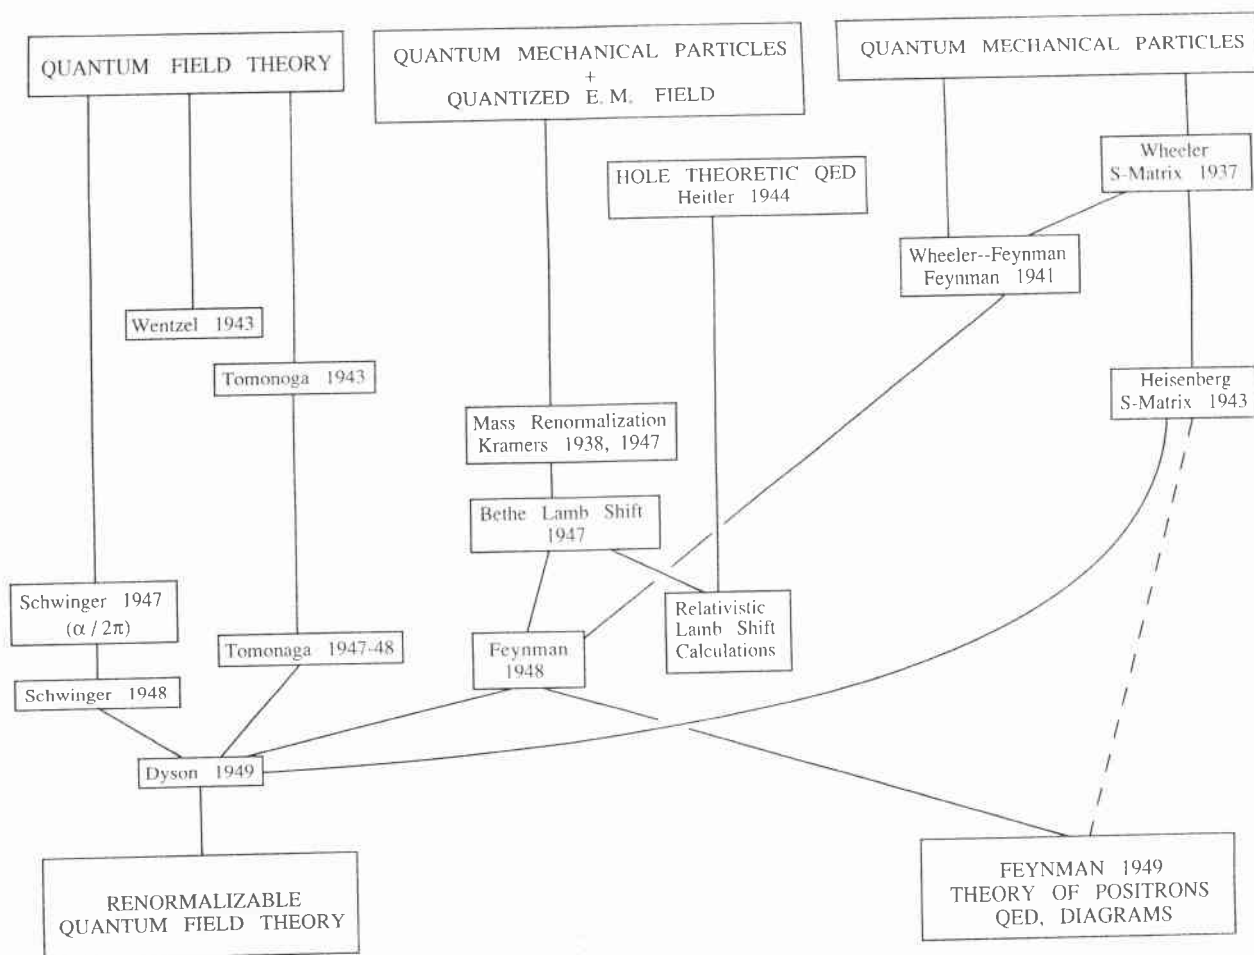 QUANTUM FIELD THEORY
QUANTUM MECHANICAL PARTICLES
+
QUANTIZED E.M. FIELD
QUANTUM MECHANICAL PARTICLES
Wheeler
S-Matrix 1937
HOLE THEORETIC QED
Heitler 1944
Wheeler--Feynman
Feynman 1941
Wentzel 1943
Tomonoga 1943
Heisenberg
S-Matrix 1943
Mass Renormalization
Kramers 1938, 1947
Bethe Lamb Shift
1947
Schwinger 1947
(α / 2π)
Tomonaga 1947-48
Feynman
1948
Relativistic
Lamb Shift
Calculations
Schwinger 1948
Dyson 1949
RENORMALIZABLE
QUANTUM FIELD THEORY
FEYNMAN 1949
THEORY OF POSITRONS
QED, DIAGRAMS